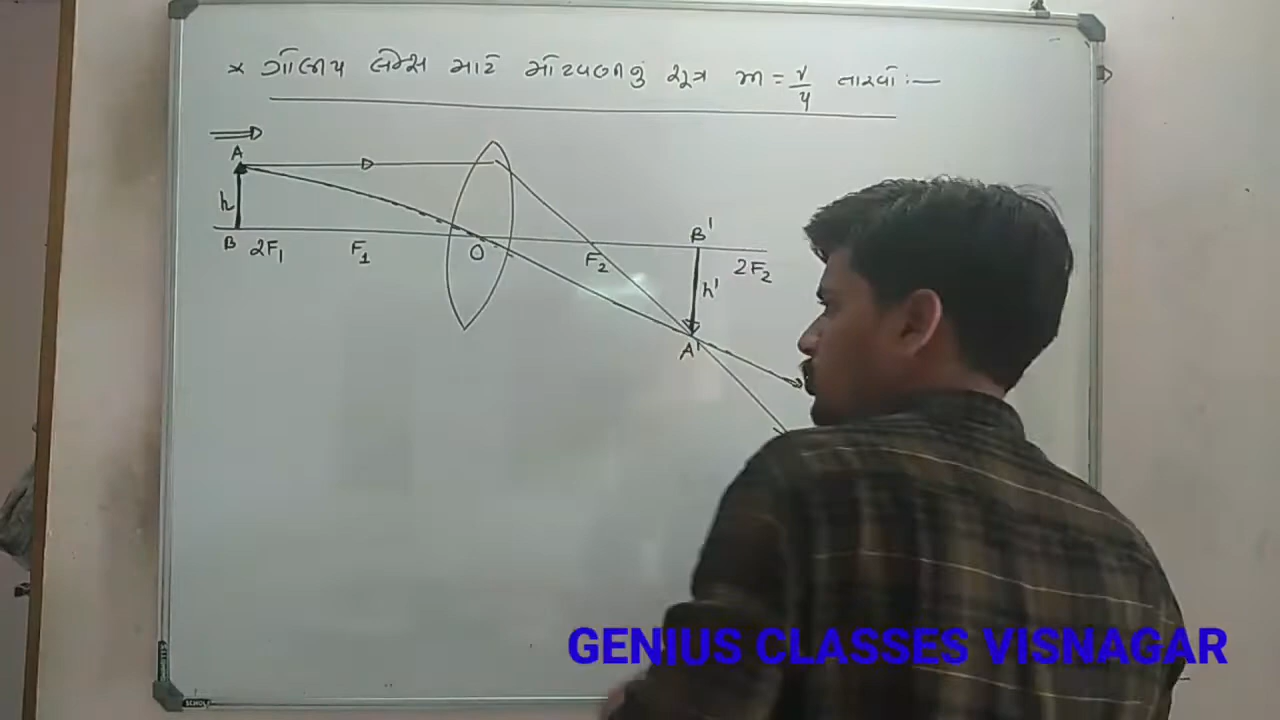 * ગોલીય લેન્સ માટે મોટવણીનું સૂત્ર m = v/u તારવો :—
A
h
B 2F₁ F₁ O F₂ B' 2F₂
h'
A'
GENIUS CLASSES VISNAGAR